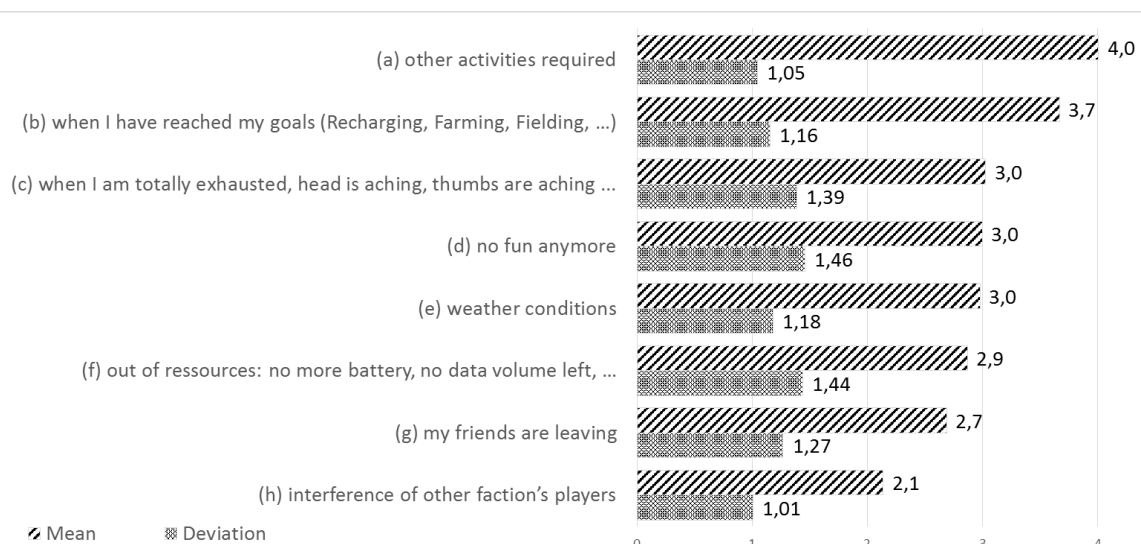 (a) other activities required 4,0
1,05
(b) when I have reached my goals (Recharging, Farming, Fielding, ...) 3,7
1,16
(c) when I am totally exhausted, head is aching, thumbs are aching ... 3,0
1,39
(d) no fun anymore 3,0
1,46
(e) weather conditions 3,0
1,18
(f) out of ressources: no more battery, no data volume left, ... 2,9
1,44
(g) my friends are leaving 2,7
1,27
(h) interference of other faction’s players 2,1
1,01
Mean Deviation
0 1 2 3 4